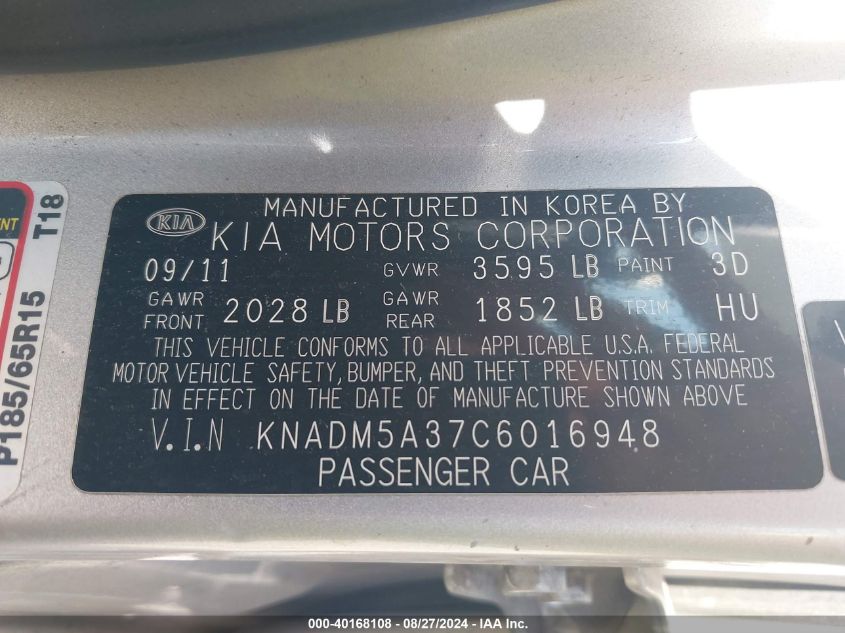 MANUFACTURED IN KOREA BY
KIA KIA MOTORS CORPORATION
09/11 GVWR 3595 LB PAINT 3D
GAWR FRONT 2028 LB GAWR REAR 1852 LB TRIM HU
THIS VEHICLE CONFORMS TO ALL APPLICABLE U.S.A. FEDERAL
MOTOR VEHICLE SAFETY, BUMPER, AND THEFT PREVENTION STANDARDS
IN EFFECT ON THE DATE OF MANUFACTURE SHOWN ABOVE
V.I.N KNADM5A37C6016948
PASSENGER CAR
P185/65R15 T18
000-40168108 - 08/27/2024 - IAA Inc.